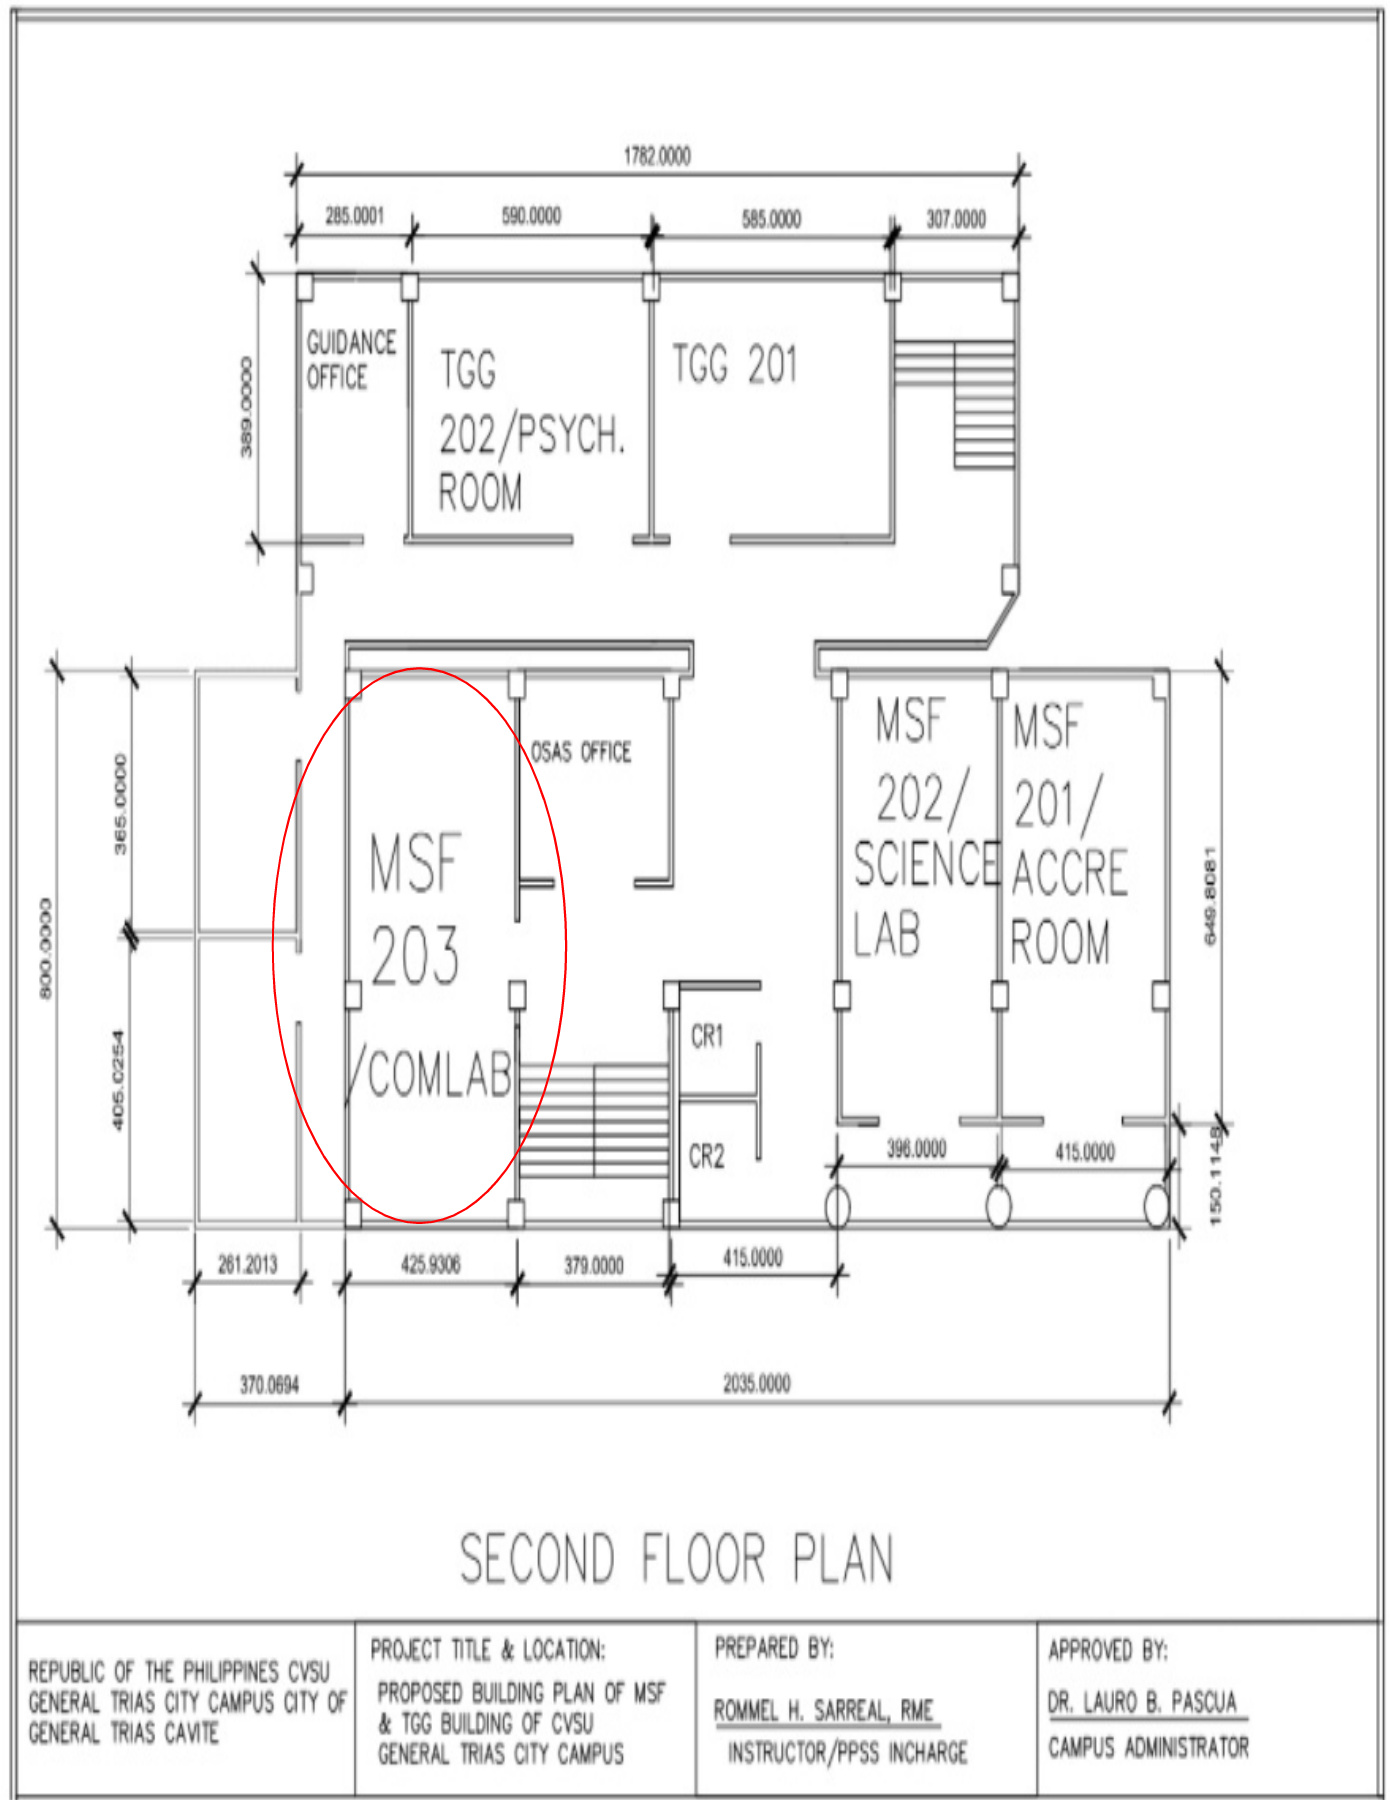 1782.0000
285.0001
590.0000
585.0000
307.0000
389.0000
GUIDANCE
OFFICE
TGG
202/PSYCH.
ROOM
TGG 201
800.0000
365.0000
405.0254
MSF
203
/COMLAB
OSAS OFFICE
CR1
CR2
MSF
202/
SCIENCE
LAB
MSF
201/
ACCRE
ROOM
649.8081
150.1148
396.0000
415.0000
261.2013
425.9306
379.0000
415.0000
370.0694
2035.0000
SECOND FLOOR PLAN
REPUBLIC OF THE PHILIPPINES CVSU
GENERAL TRIAS CITY CAMPUS CITY OF
GENERAL TRIAS CAVITE
PROJECT TITLE & LOCATION:
PROPOSED BUILDING PLAN OF MSF
& TGG BUILDING OF CVSU
GENERAL TRIAS CITY CAMPUS
PREPARED BY:
ROMMEL H. SARREAL, RME
INSTRUCTOR/PPSS INCHARGE
APPROVED BY:
DR. LAURO B. PASCUA
CAMPUS ADMINISTRATOR